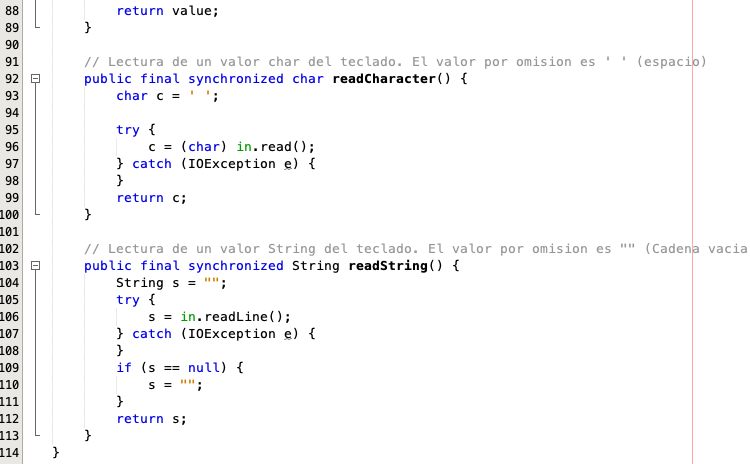 88 return value;
89 }
90
91 // Lectura de un valor char del teclado. El valor por omision es ' ' (espacio)
92 public final synchronized char readCharacter() {
93 char c = ' ';
94
95 try {
96 c = (char) in.read();
97 } catch (IOException e) {
98 }
99 return c;
100 }
101
102 // Lectura de un valor String del teclado. El valor por omision es "" (Cadena vacia
103 public final synchronized String readString() {
104 String s = "";
105 try {
106 s = in.readLine();
107 } catch (IOException e) {
108 }
109 if (s == null) {
110 s = "";
111 }
112 return s;
113 }
114 }